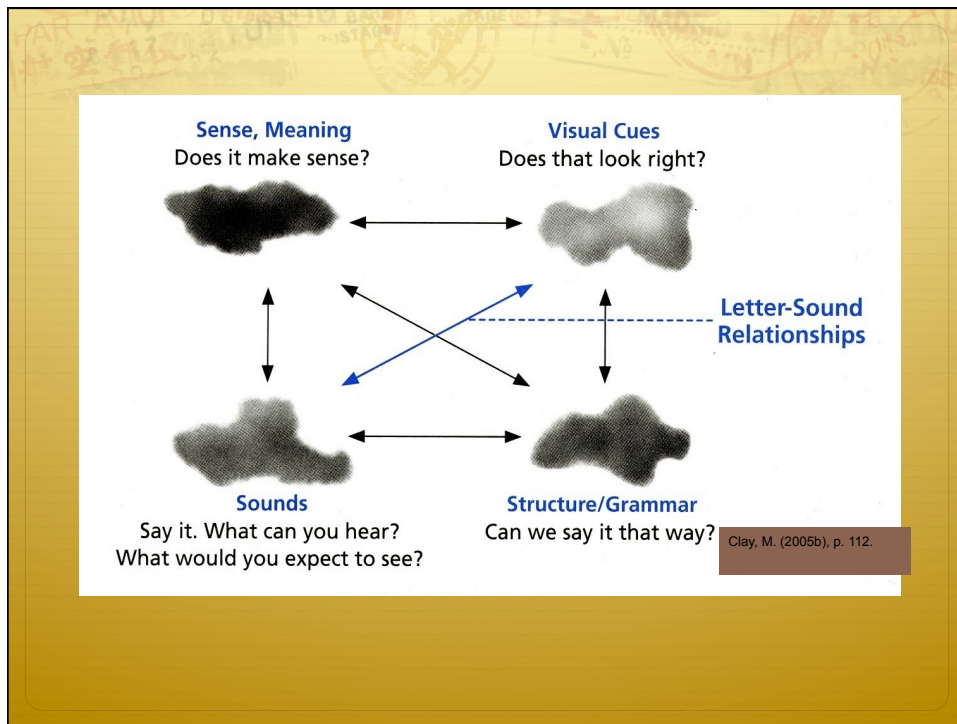 Sense, Meaning
Does it make sense?
Visual Cues
Does that look right?
Letter-Sound
Relationships
Sounds
Say it. What can you hear?
What would you expect to see?
Structure/Grammar
Can we say it that way?
Clay, M. (2005b), p. 112.